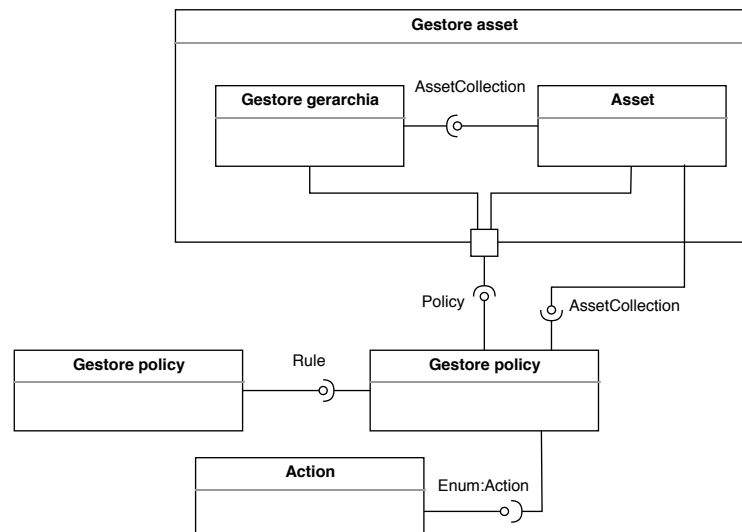 Gestore asset
AssetCollection
Gestore gerarchia
Asset
Policy
AssetCollection
Gestore policy
Rule
Gestore policy
Action
Enum:Action